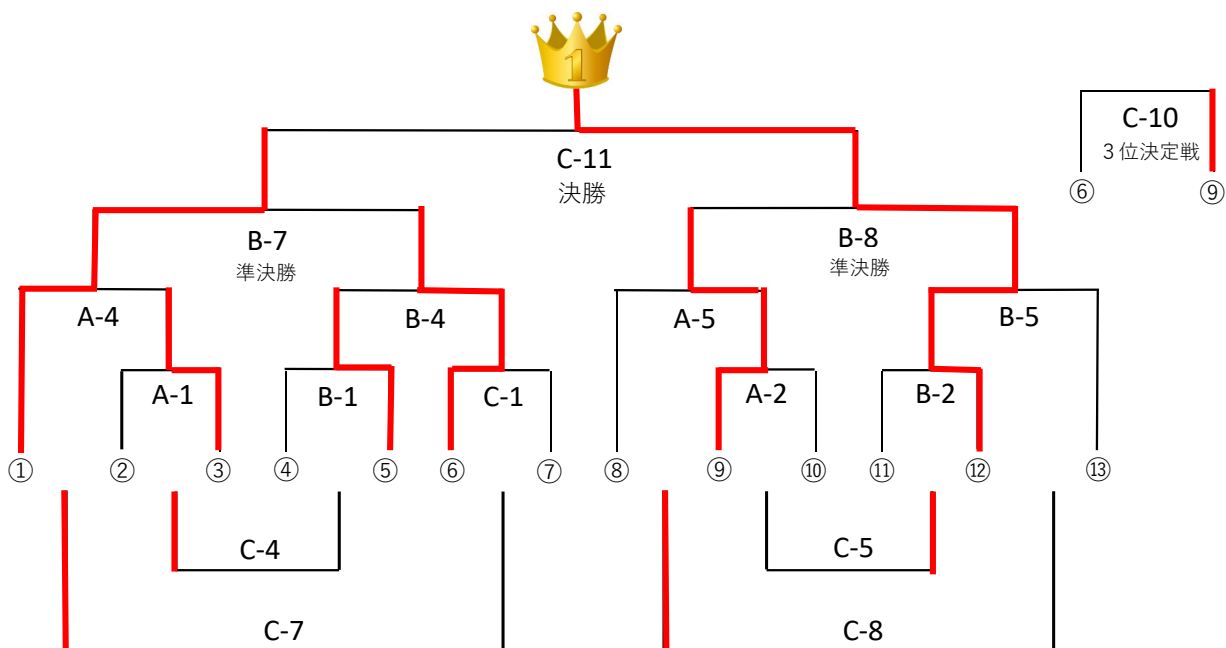 1
C-10
３位決定戦
⑥ ⑨
C-11
決勝
B-7
準決勝
B-8
準決勝
A-4
B-4
A-5
B-5
A-1
B-1
C-1
A-2
B-2
① ② ③ ④ ⑤ ⑥ ⑦ ⑧ ⑨ ⑩ ⑪ ⑫ ⑬
C-4
C-5
C-7
C-8